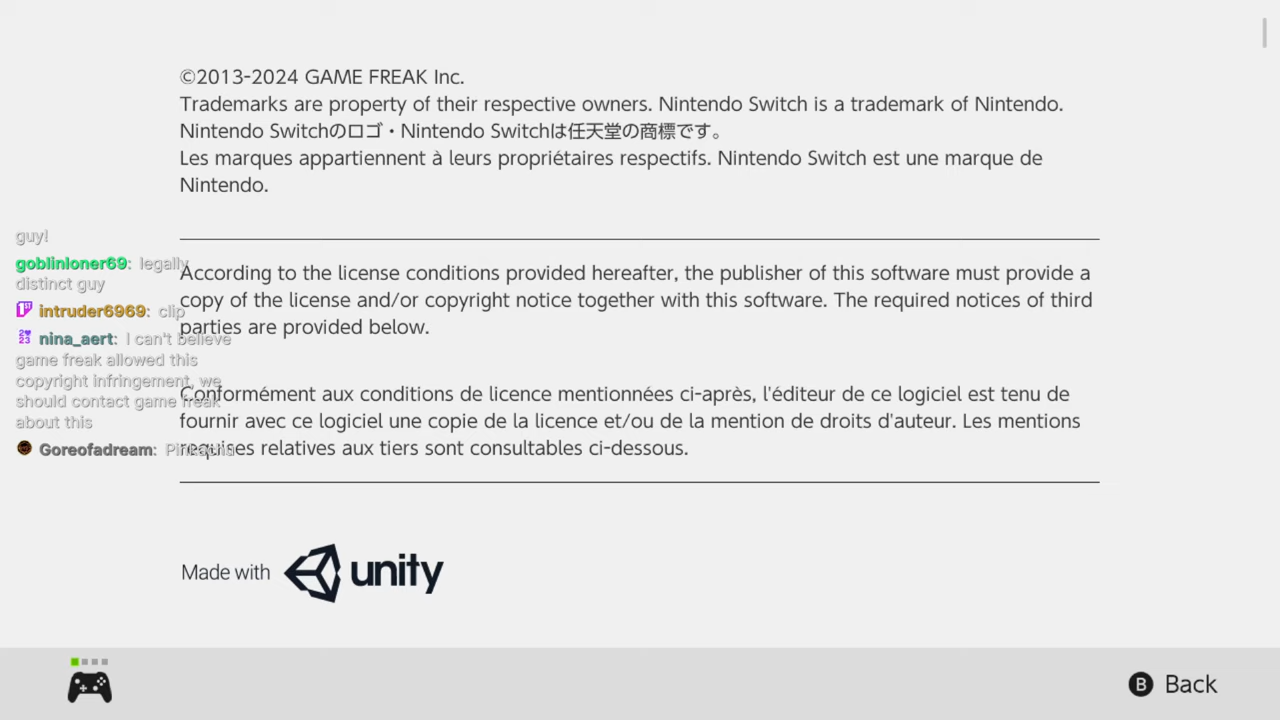 ©2013-2024 GAME FREAK Inc.
Trademarks are property of their respective owners. Nintendo Switch is a trademark of Nintendo.
Nintendo Switchのロゴ・Nintendo Switchは任天堂の商標です。
Les marques appartiennent à leurs propriétaires respectifs. Nintendo Switch est une marque de
Nintendo.
guy!
goblinloner69: legally
distinct guy
intruder6969: clip
nina_aert: I can't believe
game freak allowed this
copyright infringement, we
should contact game freak
about this
Goreofadream:
According to the license conditions provided hereafter, the publisher of this software must provide a
copy of the license and/or copyright notice together with this software. The required notices of third
parties are provided below.
Conformément aux conditions de licence mentionnées ci-après, l'éditeur de ce logiciel est tenu de
fournir avec ce logiciel une copie de la licence et/ou de la mention de droits d'auteur. Les mentions
requises relatives aux tiers sont consultables ci-dessous.
Made with unity
B Back